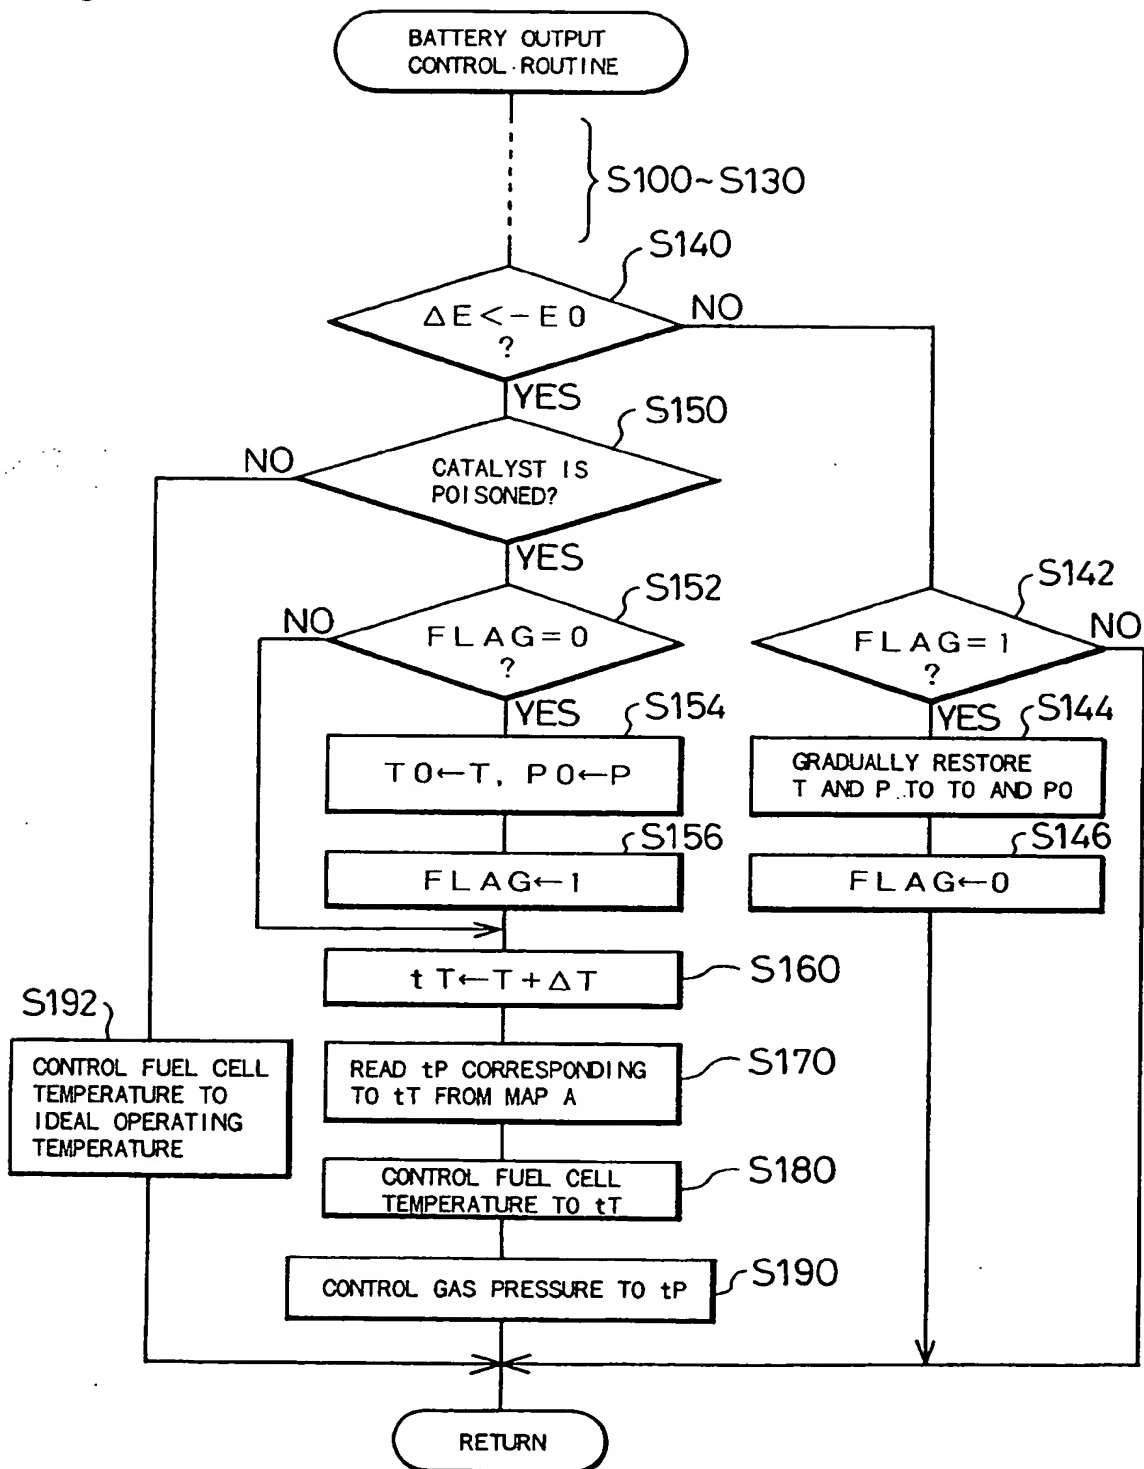 BATTERY OUTPUT
CONTROL ROUTINE
S100~S130
S140
ΔE<-E0
?
NO
YES
S150
NO
CATALYST IS
POISONED?
YES
S152
S142
NO
FLAG=0
?
FLAG=1
?
NO
YES
S154
YES
S144
T0←T, P0←P
GRADUALLY RESTORE
T AND P TO T0 AND P0
S156
S146
FLAG←1
FLAG←0
tT←T+ΔT
S160
S192
CONTROL FUEL CELL
TEMPERATURE TO
IDEAL OPERATING
TEMPERATURE
READ tP CORRESPONDING
TO tT FROM MAP A
S170
CONTROL FUEL CELL
TEMPERATURE TO tT
S180
CONTROL GAS PRESSURE TO tP
S190
RETURN